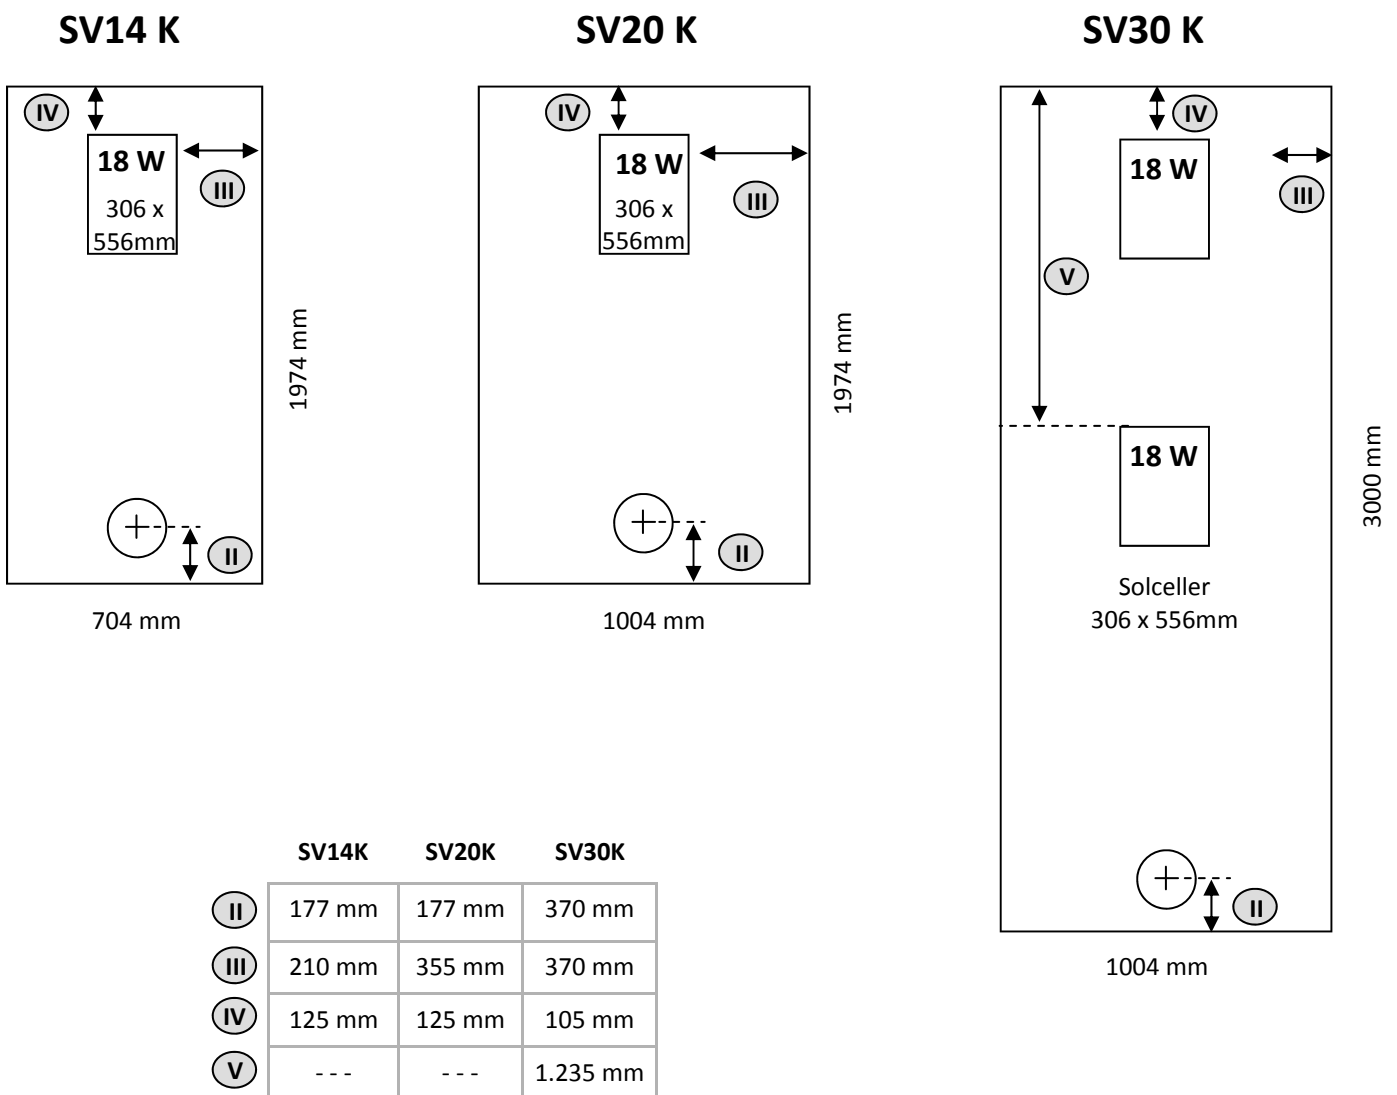 SV14 K
SV20 K
SV30 K
IV
18 W
III
306 x
556mm
1974 mm
II
704 mm
IV
18 W
III
306 x
556mm
1974 mm
II
1004 mm
IV
18 W
III
V
18 W
3000 mm
Solceller
306 x 556mm
II
1004 mm
SV14K SV20K SV30K
II 177 mm 177 mm 370 mm
III 210 mm 355 mm 370 mm
IV 125 mm 125 mm 105 mm
V - - - - - - 1.235 mm